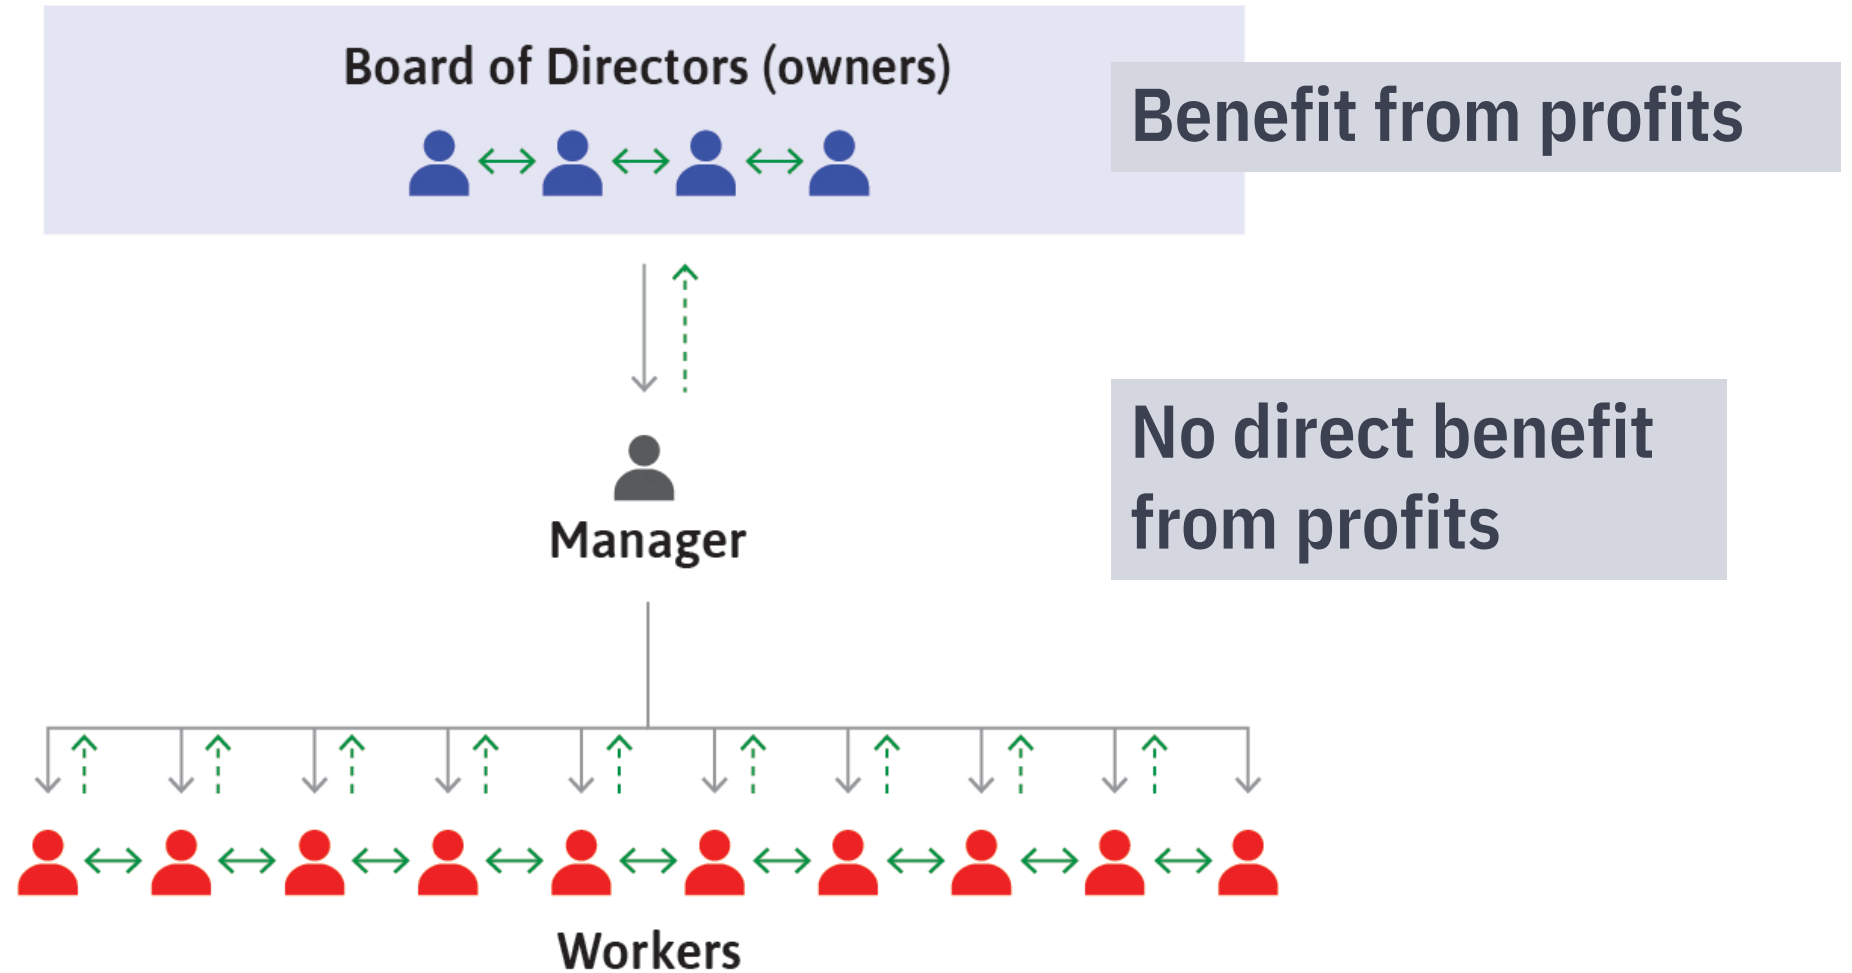 Board of Directors (owners)
Benefit from profits
No direct benefit
from profits
Manager
Workers